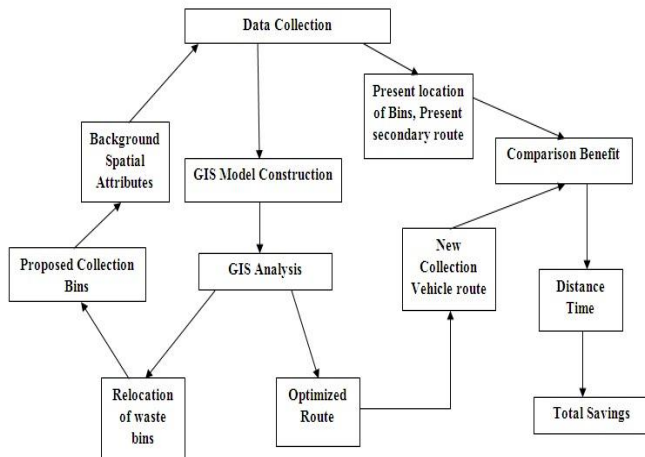 Data Collection
Present location
of Bins, Present
secondary route
Background
Spatial
Attributes
Comparison Benefit
GIS Model Construction
New
Collection
Vehicle route
Proposed Collection
Bins
GIS Analysis
Distance
Time
Relocation
of waste
bins
Optimized
Route
Total Savings